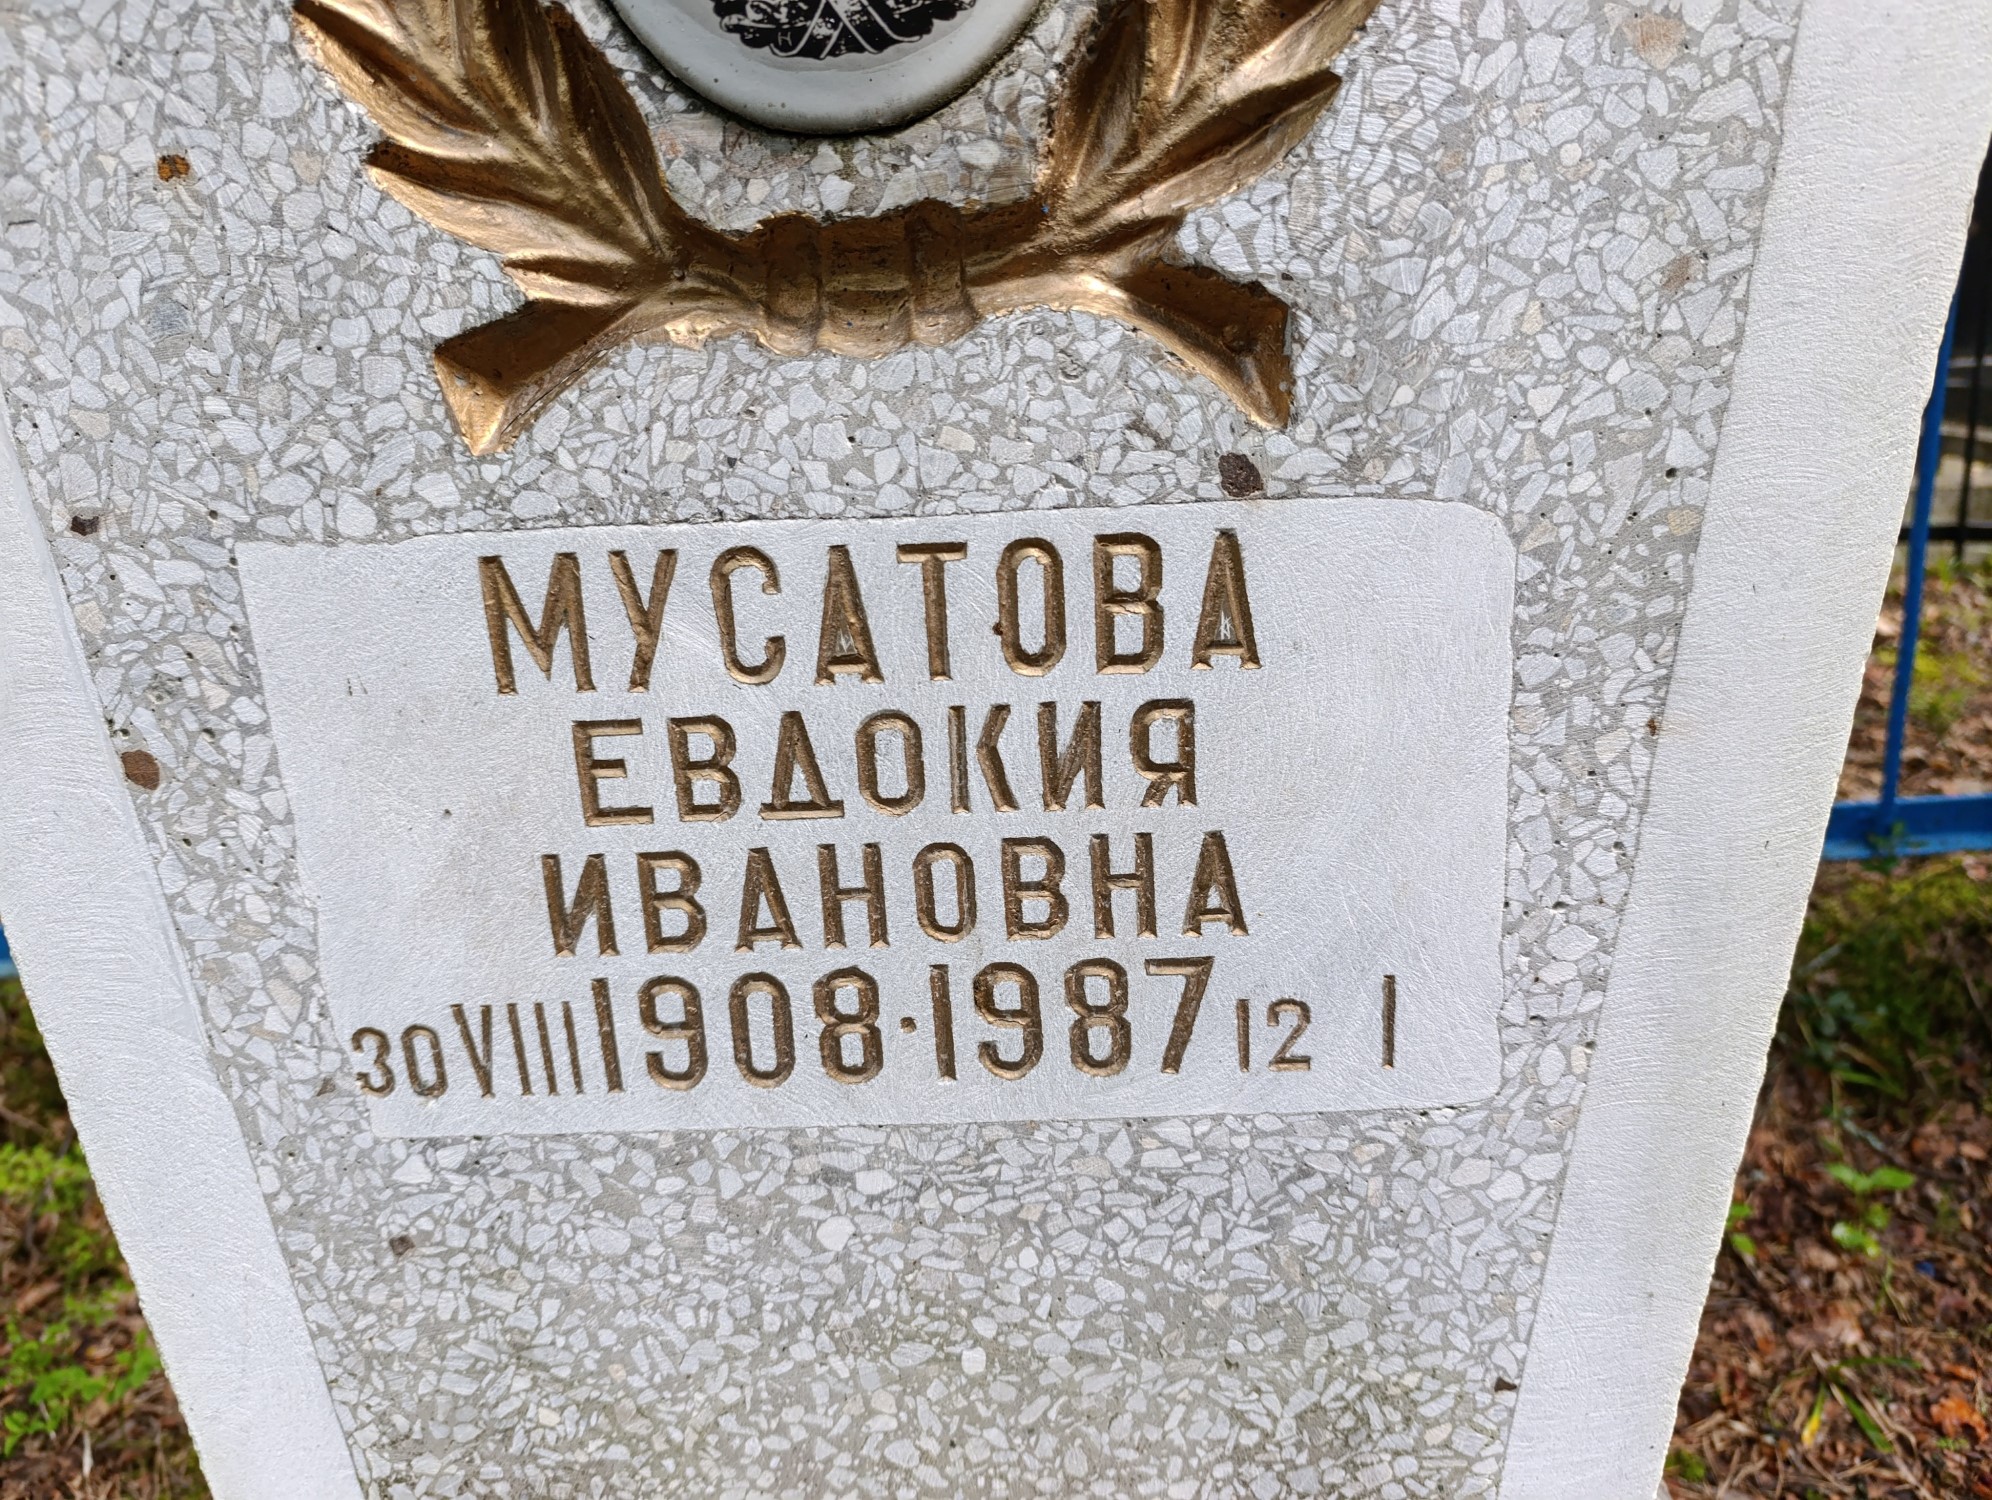 МУСАТОВА
ЕВДОКИЯ
ИВАНОВНА
30 VIII 1908·1987 12 I